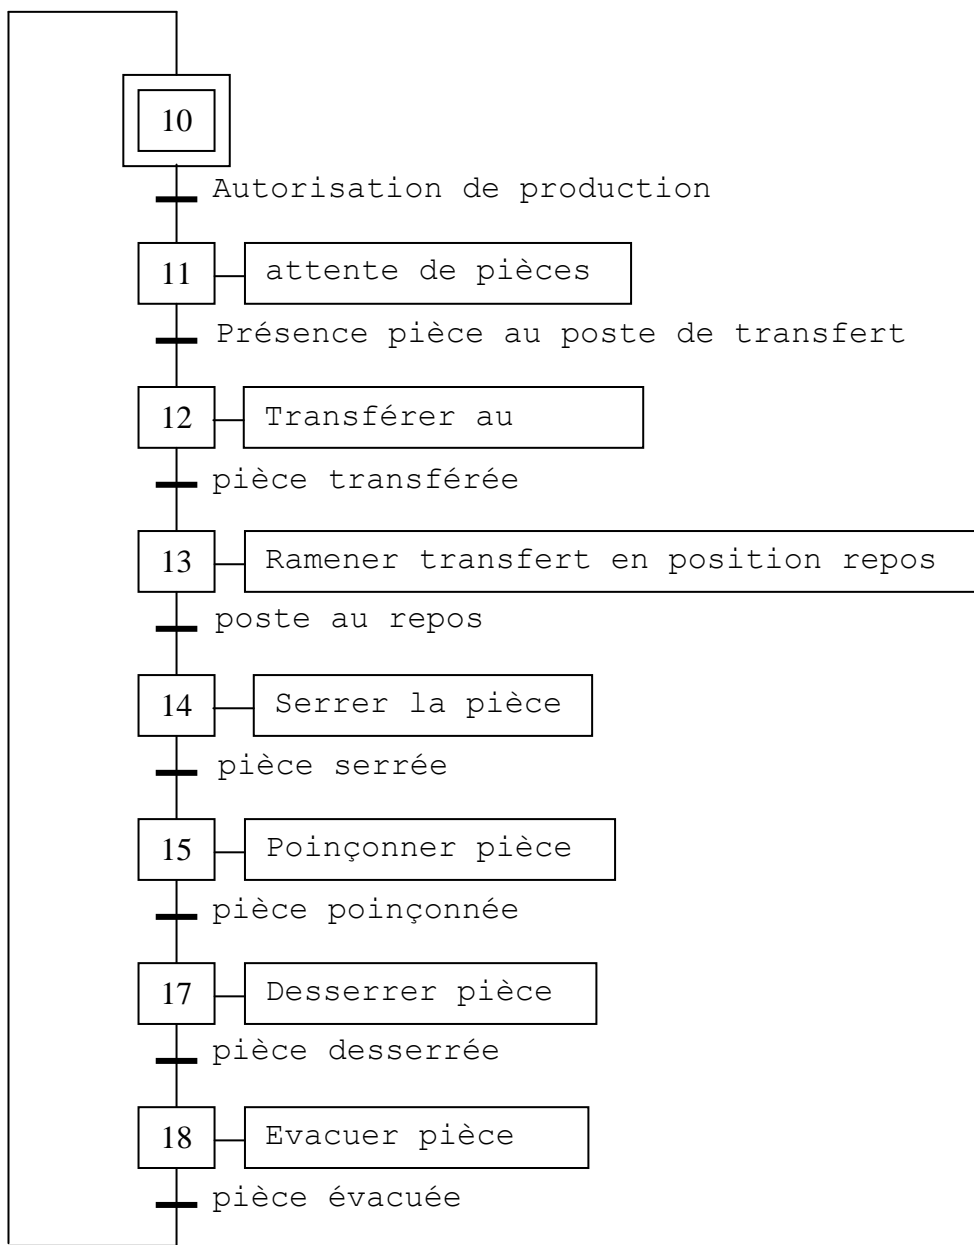 10
Autorisation de production
11 attente de pièces
Présence pièce au poste de transfert
12 Transférer au
pièce transférée
13 Ramener transfert en position repos
poste au repos
14 Serrer la pièce
pièce serrée
15 Poinçonner pièce
pièce poinçonnée
17 Desserrer pièce
pièce desserrée
18 Evacuer pièce
pièce évacuée